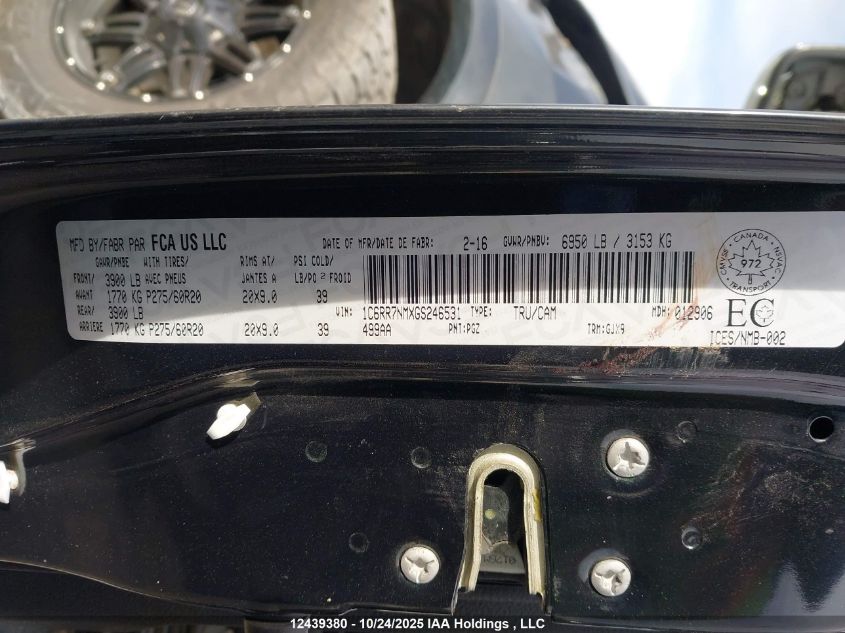 MFD BY/FABR PAR FCA US LLC DATE OF MFR/DATE DE FABR: 2-16 GVWR/PNBV: 6950 LB / 3153 KG
GAWR/PNBE WITH TIRES/ RIMS AT/ PSI COLD/
FRONT/ 3900 LB AVEC PNEUS JANTES A LB/PO 2 FROID
AVANT 1770 KG P275/60R20 20X9.0 39
REAR/ 3900 LB VIN: 1C6RR7NMXGS246531 TYPE: TRU/CAM MDH: 012906
ARRIERE 1770 KG P275/60R20 20X9.0 39 499AA PNT:PGZ TRM:GJX9
CANADA
CMVSS NSVAC
972
TRANSPORT
EC
ICES/NMB-002
12439380 - 10/24/2025 IAA Holdings , LLC